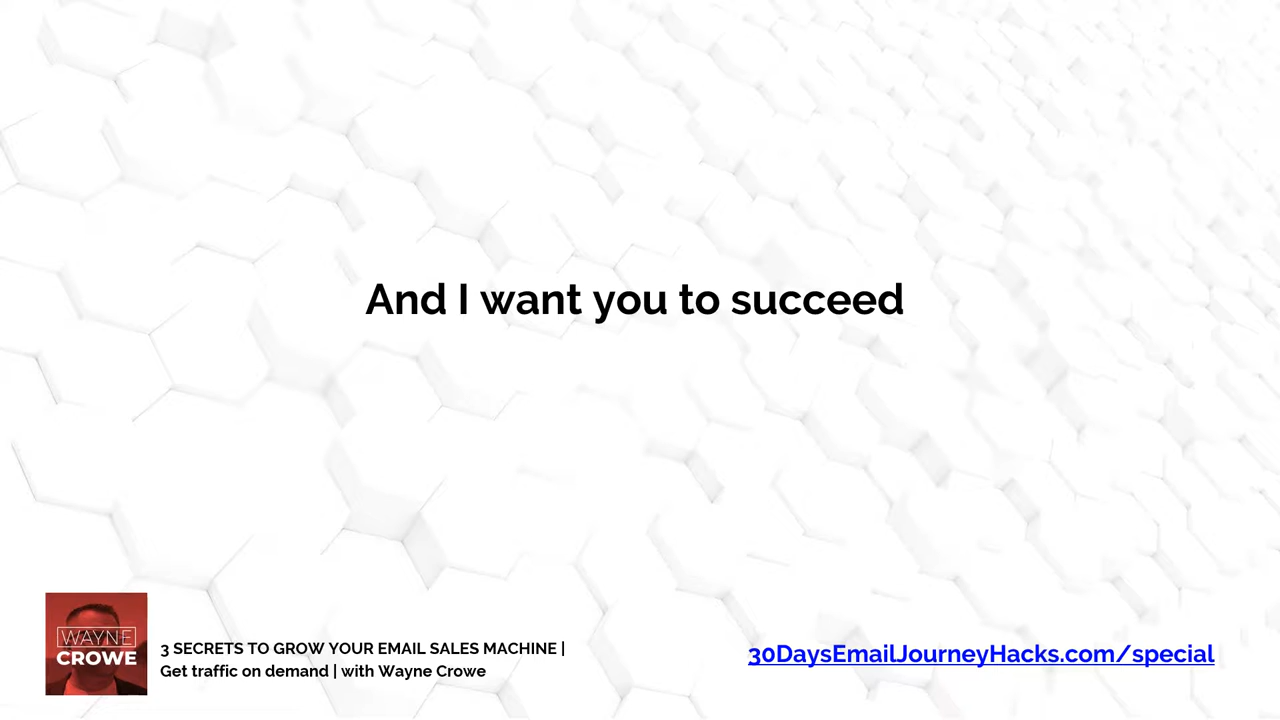 And I want you to succeed
WAYNE
CROWE
3 SECRETS TO GROW YOUR EMAIL SALES MACHINE |
Get traffic on demand | with Wayne Crowe
30DaysEmailJourneyHacks.com/special